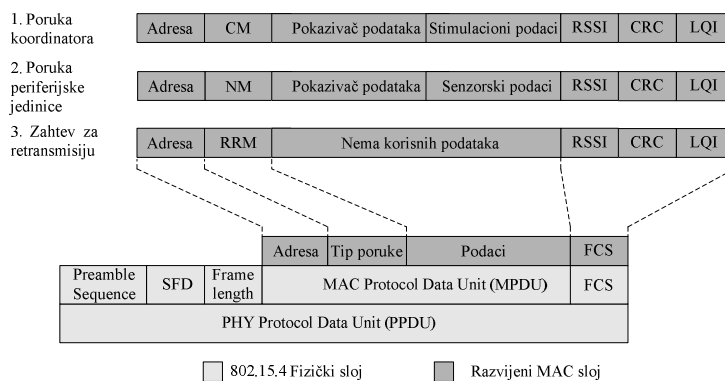 1. Poruka
koordinatora
Adresa CM Pokazivač podataka Stimulacioni podaci RSSI CRC LQI
2. Poruka
periferijske
jedinice
Adresa NM Pokazivač podataka Senzorski podaci RSSI CRC LQI
3. Zahtev za
retransmisiju
Adresa RRM Nema korisnih podataka RSSI CRC LQI
Adresa Tip poruke Podaci FCS
Preamble
Sequence
SFD
Frame
length
MAC Protocol Data Unit (MPDU) FCS
PHY Protocol Data Unit (PPDU)
802.15.4 Fizički sloj Razvijeni MAC sloj